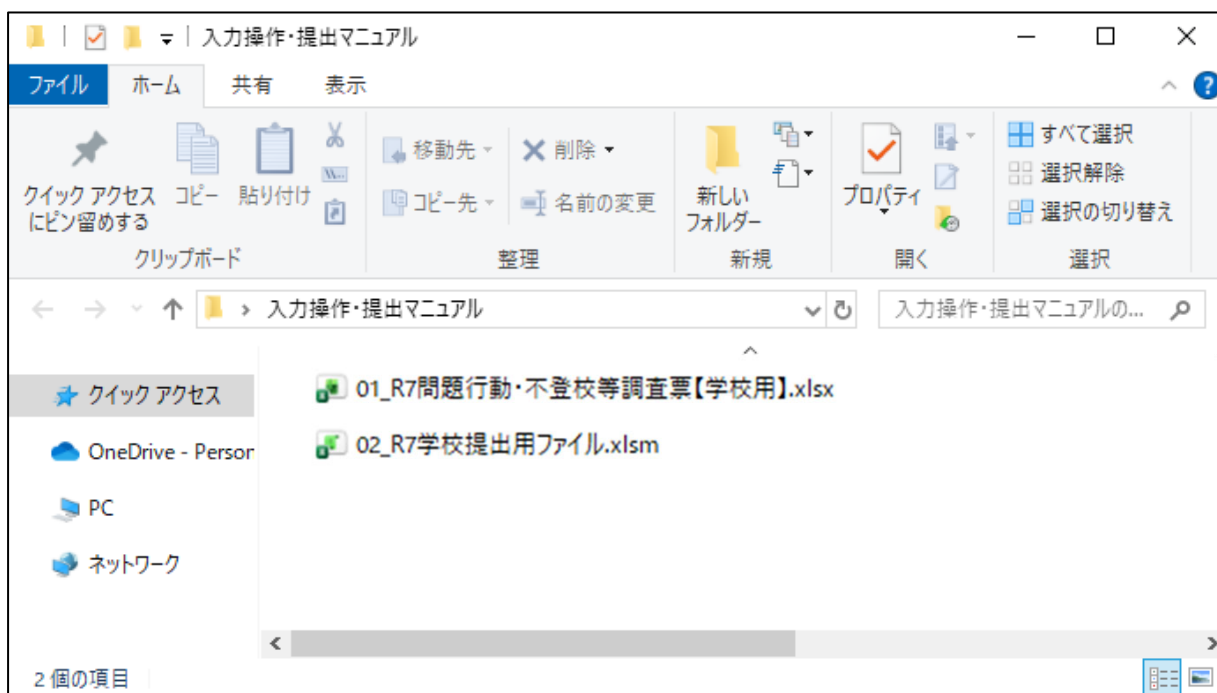 入力操作・提出マニュアル
ファイル ホーム 共有 表示
クイック アクセス
にピン留めする
コピー
貼り付け
クリップボード
移動先
コピー先
削除
名前の変更
整理
新しい
フォルダー
新規
プロパティ
開く
すべて選択
選択解除
選択の切り替え
選択
入力操作・提出マニュアル
入力操作・提出マニュアルの...
クイック アクセス
OneDrive - Person
PC
ネットワーク
01_R7問題行動・不登校等調査票【学校用】.xlsx
02_R7学校提出用ファイル.xlsm
2 個の項目